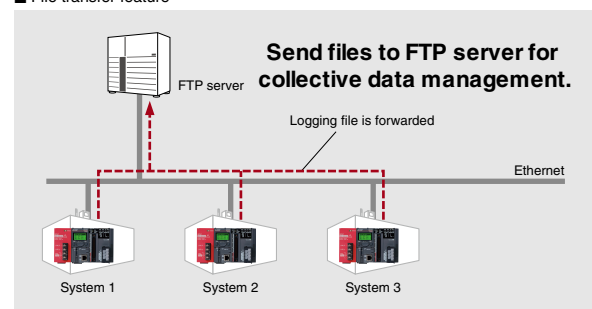 ■ File transfer feature
Send files to FTP server for
collective data management.
FTP server
Logging file is forwarded
Ethernet
System 1
System 2
System 3